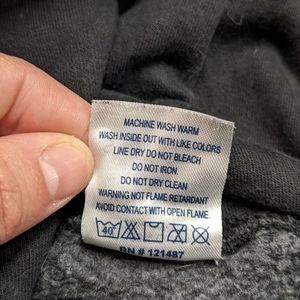 MACHINE WASH WARM
WASH INSIDE OUT WITH LIKE COLORS
LINE DRY DO NOT BLEACH
DO NOT IRON
DO NOT DRY CLEAN
WARNING NOT FLAME RETARDANT
AVOID CONTACT WITH OPEN FLAME.
40
RN # 121487